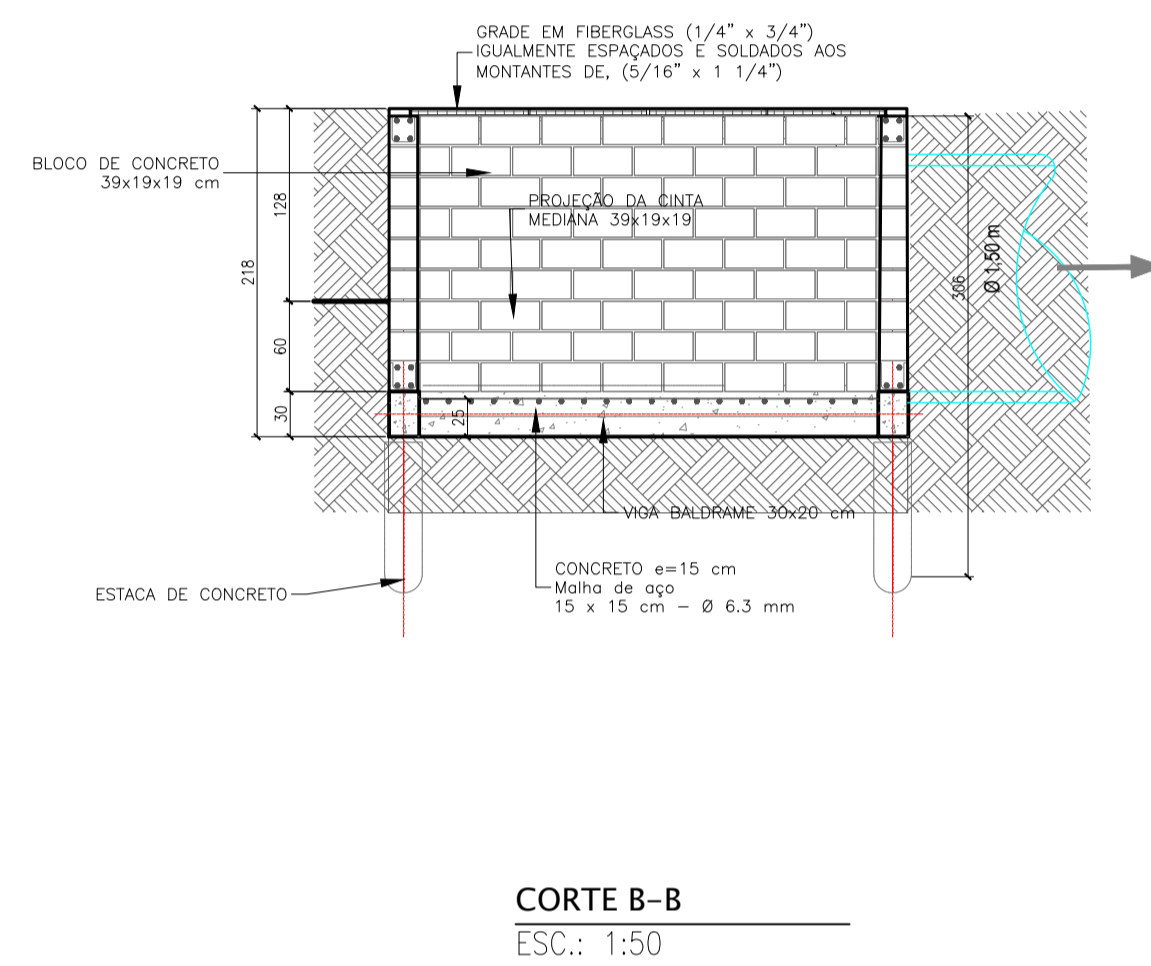 GRADE EM FIBERGLASS (1/4" x 3/4")
IGUALMENTE ESPAÇADOS E SOLDADOS AOS
MONTANTES DE, (5/16" x 1 1/4")
BLOCO DE CONCRETO
39x19x19 cm
PROJEÇÃO DA CINTA
MEDIANA 39x19x19
128
218
60
30
25
306
Ø 1,50 m
VIGA BALDRAME 30x20 cm
CONCRETO e=15 cm
Malha de aço
15 x 15 cm – Ø 6.3 mm
ESTACA DE CONCRETO
CORTE B–B
ESC.: 1:50